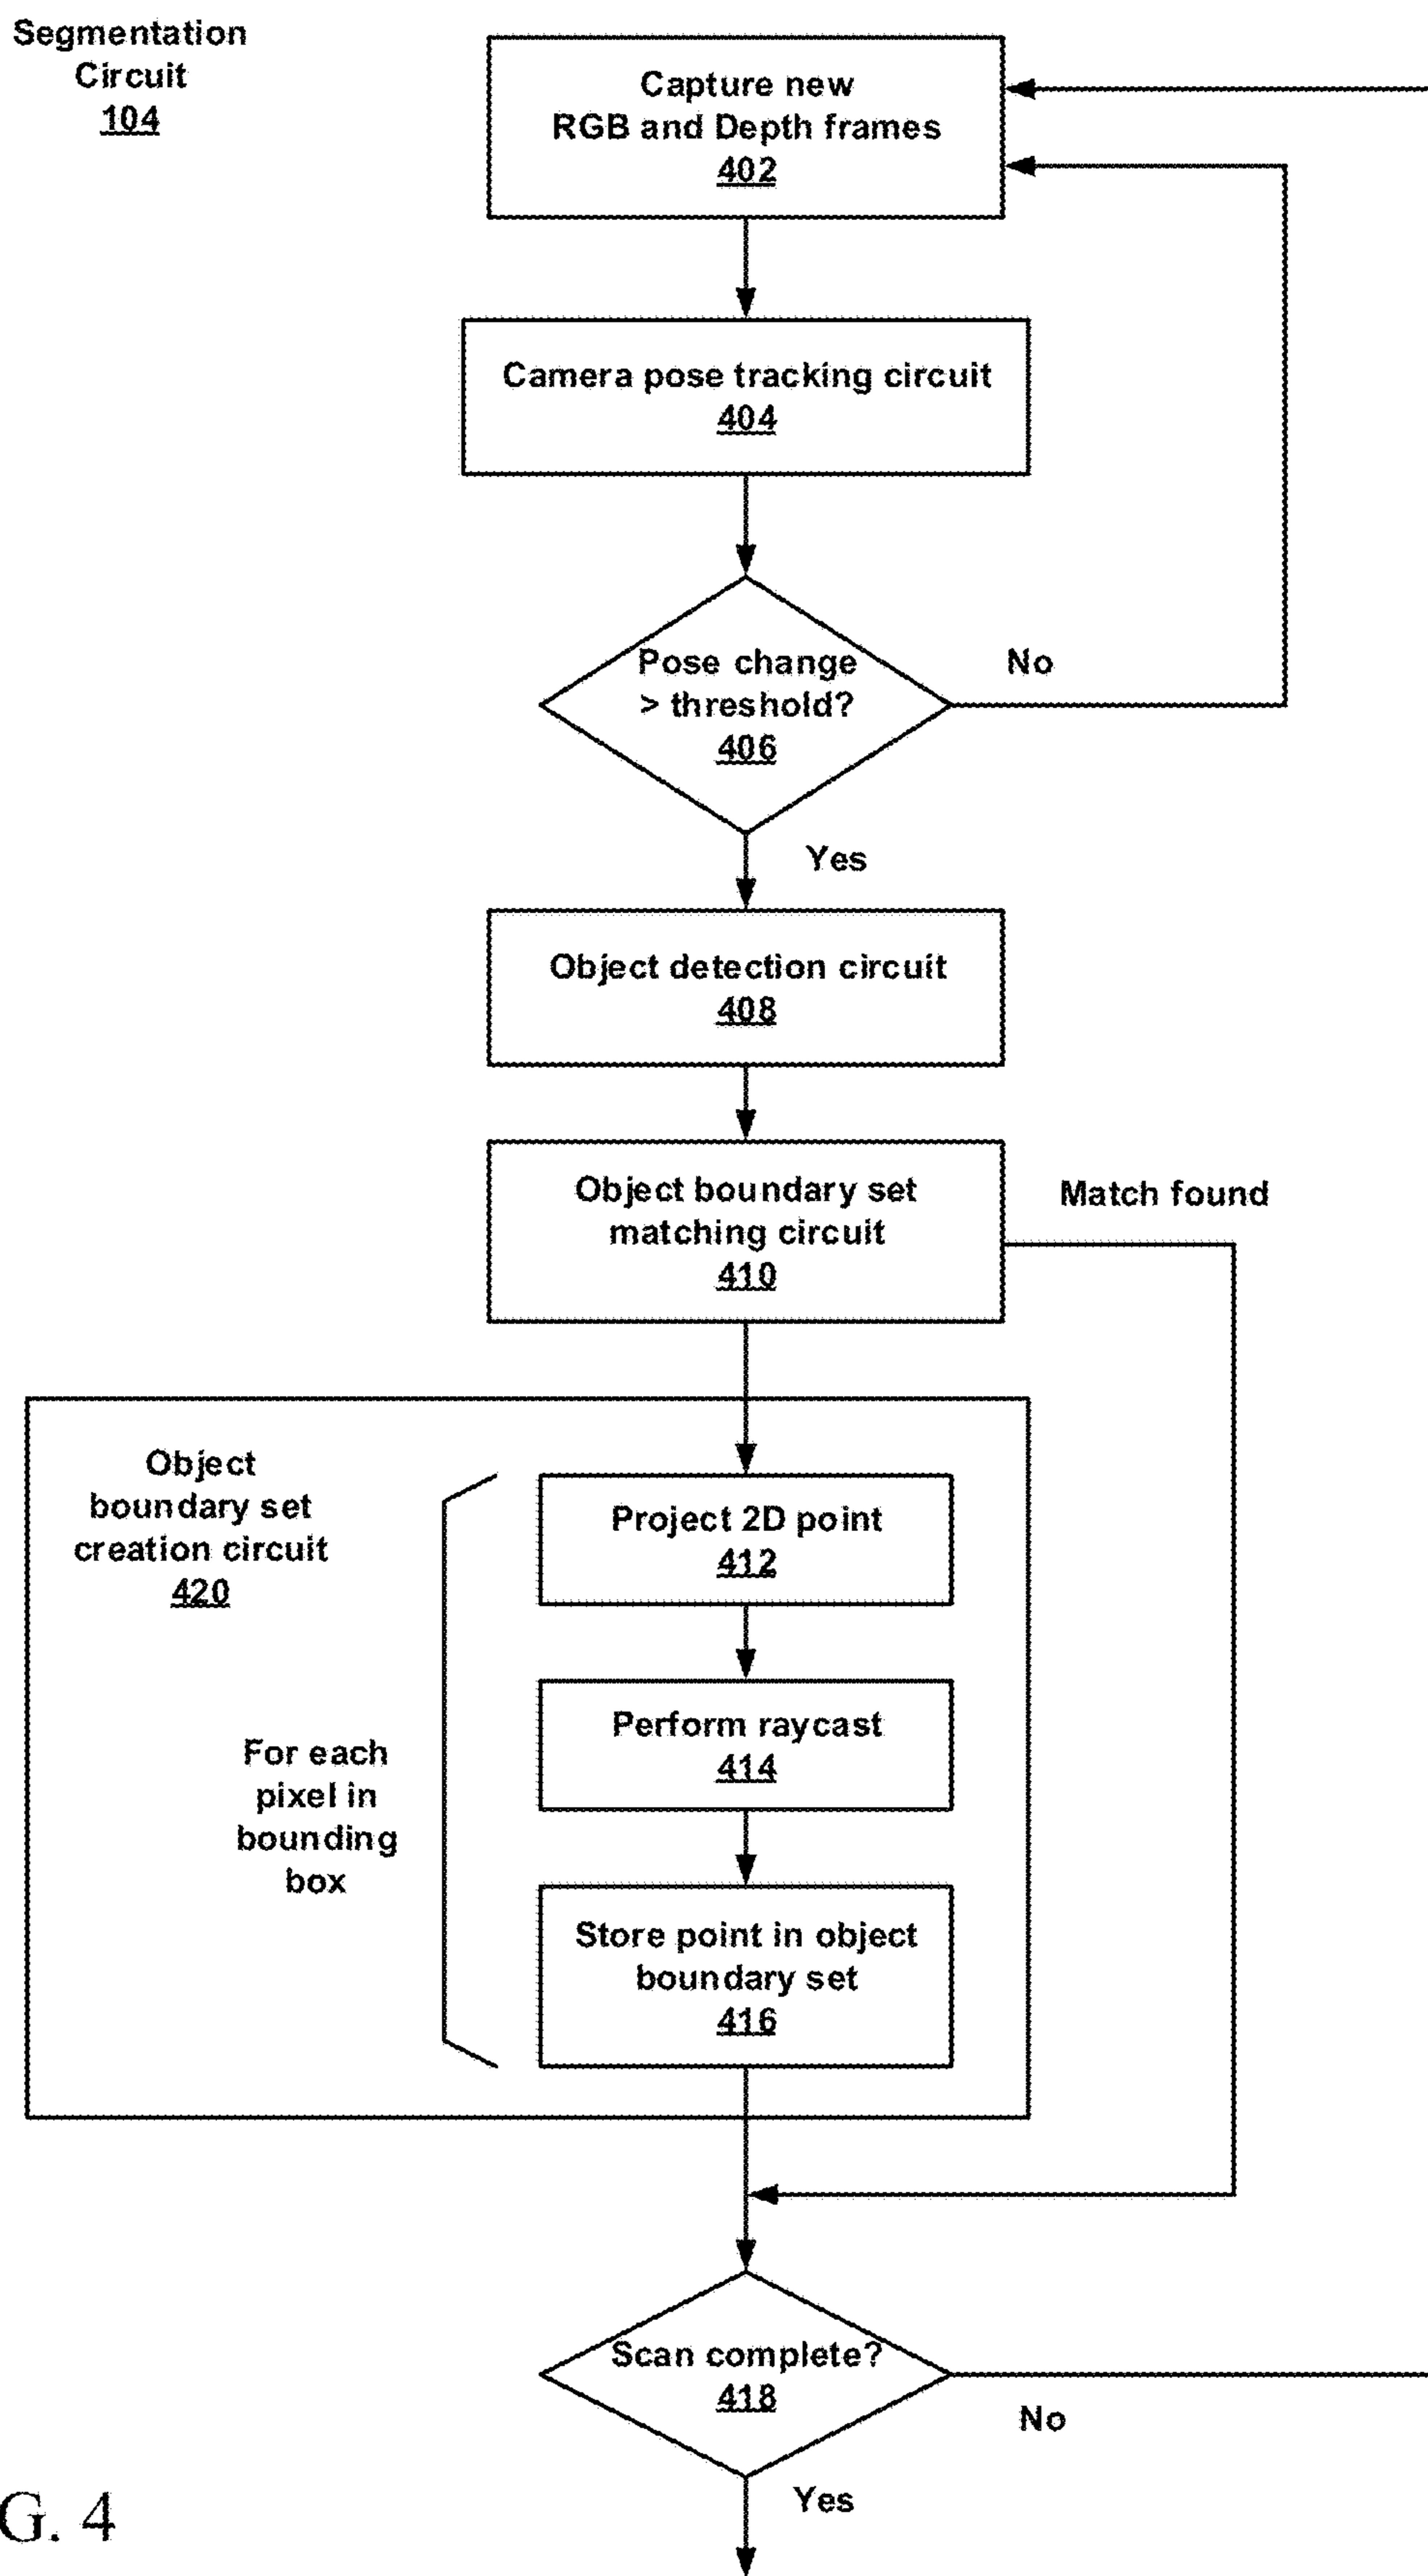 Segmentation
Circuit
104
Capture new
RGB and Depth frames
402
Camera pose tracking circuit
404
Pose change
> threshold?
406
No
Yes
Object detection circuit
408
Object boundary set
matching circuit
410
Match found
Object
boundary set
creation circuit
420
Project 2D point
412
For each
pixel in
bounding
box
Perform raycast
414
Store point in object
boundary set
416
Scan complete?
418
No
Yes
G. 4